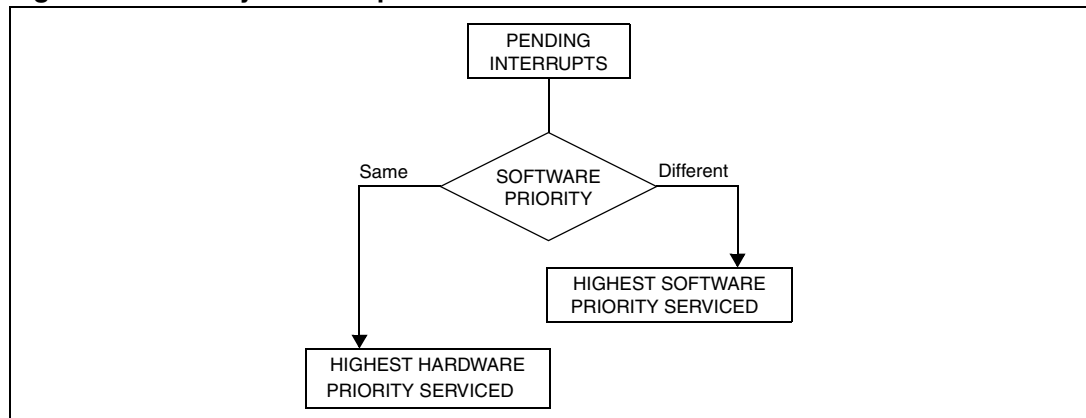 PENDING
INTERRUPTS
Same
SOFTWARE
PRIORITY
Different
HIGHEST SOFTWARE
PRIORITY SERVICED
HIGHEST HARDWARE
PRIORITY SERVICED